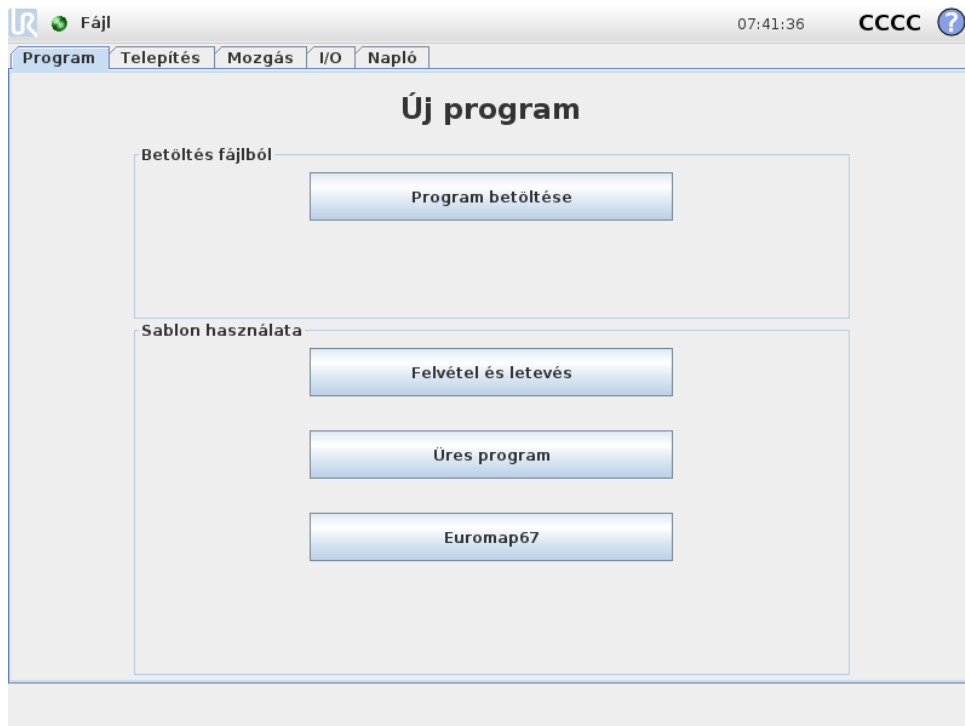 UR Fájl 07:41:36 CCCC ?
Program Telepítés Mozgás I/O Napló
Új program
Betöltés fájlból
Program betöltése
Sablon használata
Felvétel és letevés
Üres program
Euromap67